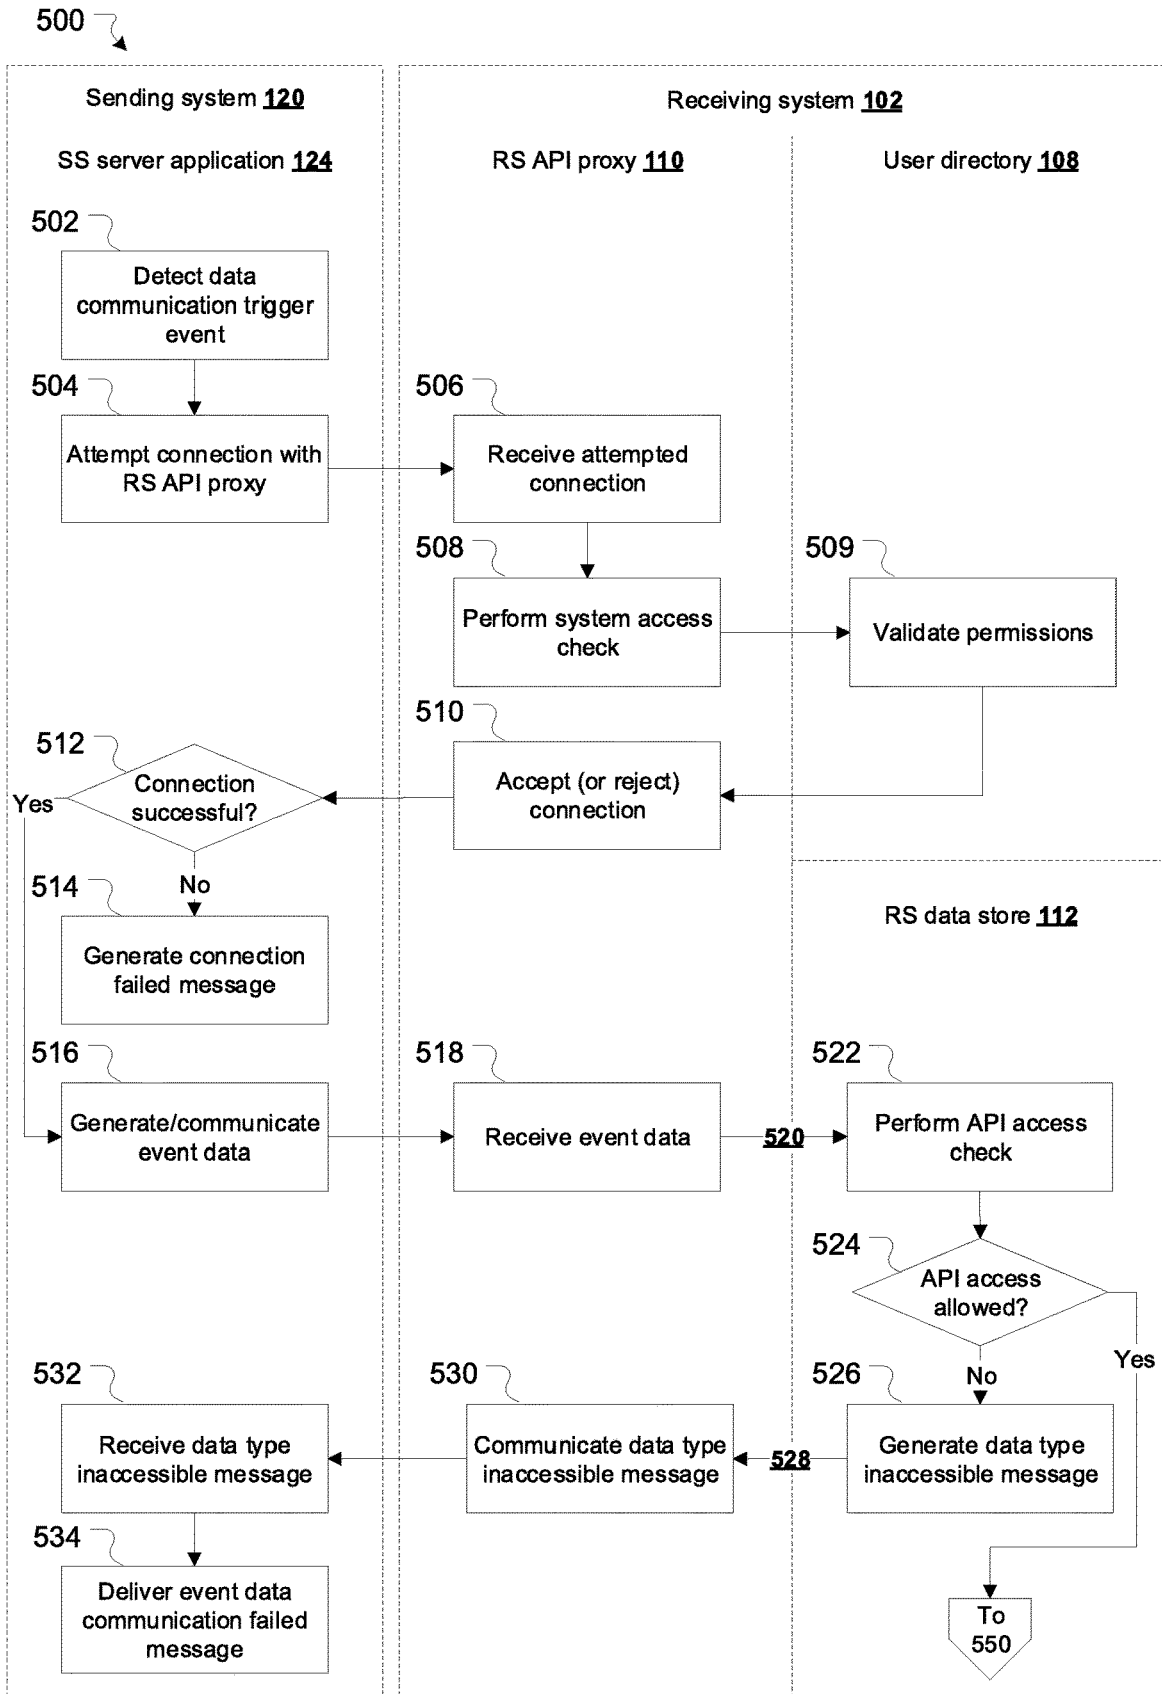 500
Sending system 120
Receiving system 102
SS server application 124
RS API proxy 110
User directory 108
502
Detect data
communication trigger
event
504
Attempt connection with
RS API proxy
506
Receive attempted
connection
508
Perform system access
check
509
Validate permissions
510
Accept (or reject)
connection
512
Connection
successful?
Yes
No
514
Generate connection
failed message
RS data store 112
516
Generate/communicate
event data
518
Receive event data
520
522
Perform API access
check
524
API access
allowed?
No
Yes
526
Generate data type
inaccessible message
528
530
Communicate data type
inaccessible message
532
Receive data type
inaccessible message
534
Deliver event data
communication failed
message
To
550